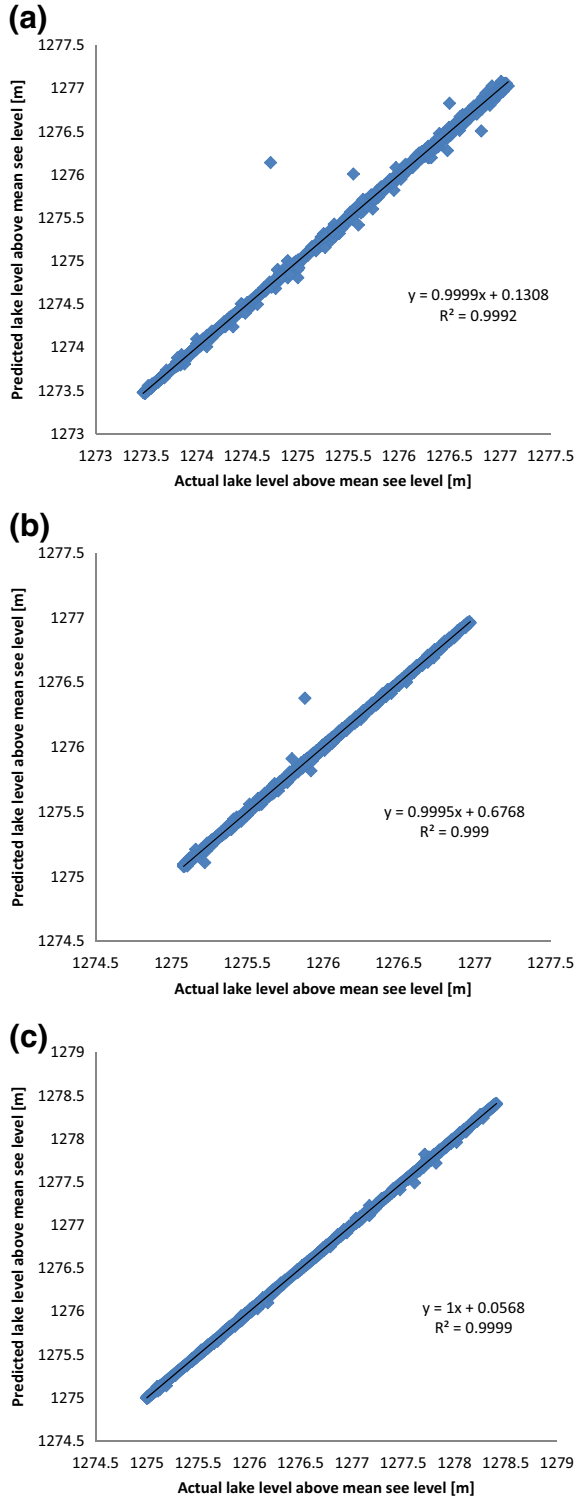 (a)
1277.5
1277
1276.5
1276
1275.5
1275
1274.5
1274
1273.5
1273
Predicted lake level above mean see level [m]
y = 0.9999x + 0.1308
R² = 0.9992
1273 1273.5 1274 1274.5 1275 1275.5 1276 1276.5 1277 1277.5
Actual lake level above mean see level [m]
(b)
1277.5
1277
1276.5
1276
1275.5
1275
1274.5
Predicted lake level above mean see level [m]
y = 0.9995x + 0.6768
R² = 0.999
1274.5 1275 1275.5 1276 1276.5 1277 1277.5
Actual lake level above mean see level [m]
(c)
1279
1278.5
1278
1277.5
1277
1276.5
1276
1275.5
1275
1274.5
Predicted lake level above mean see level [m]
y = 1x + 0.0568
R² = 0.9999
1274.5 1275 1275.5 1276 1276.5 1277 1277.5 1278 1278.5 1279
Actual lake level above mean see level [m]